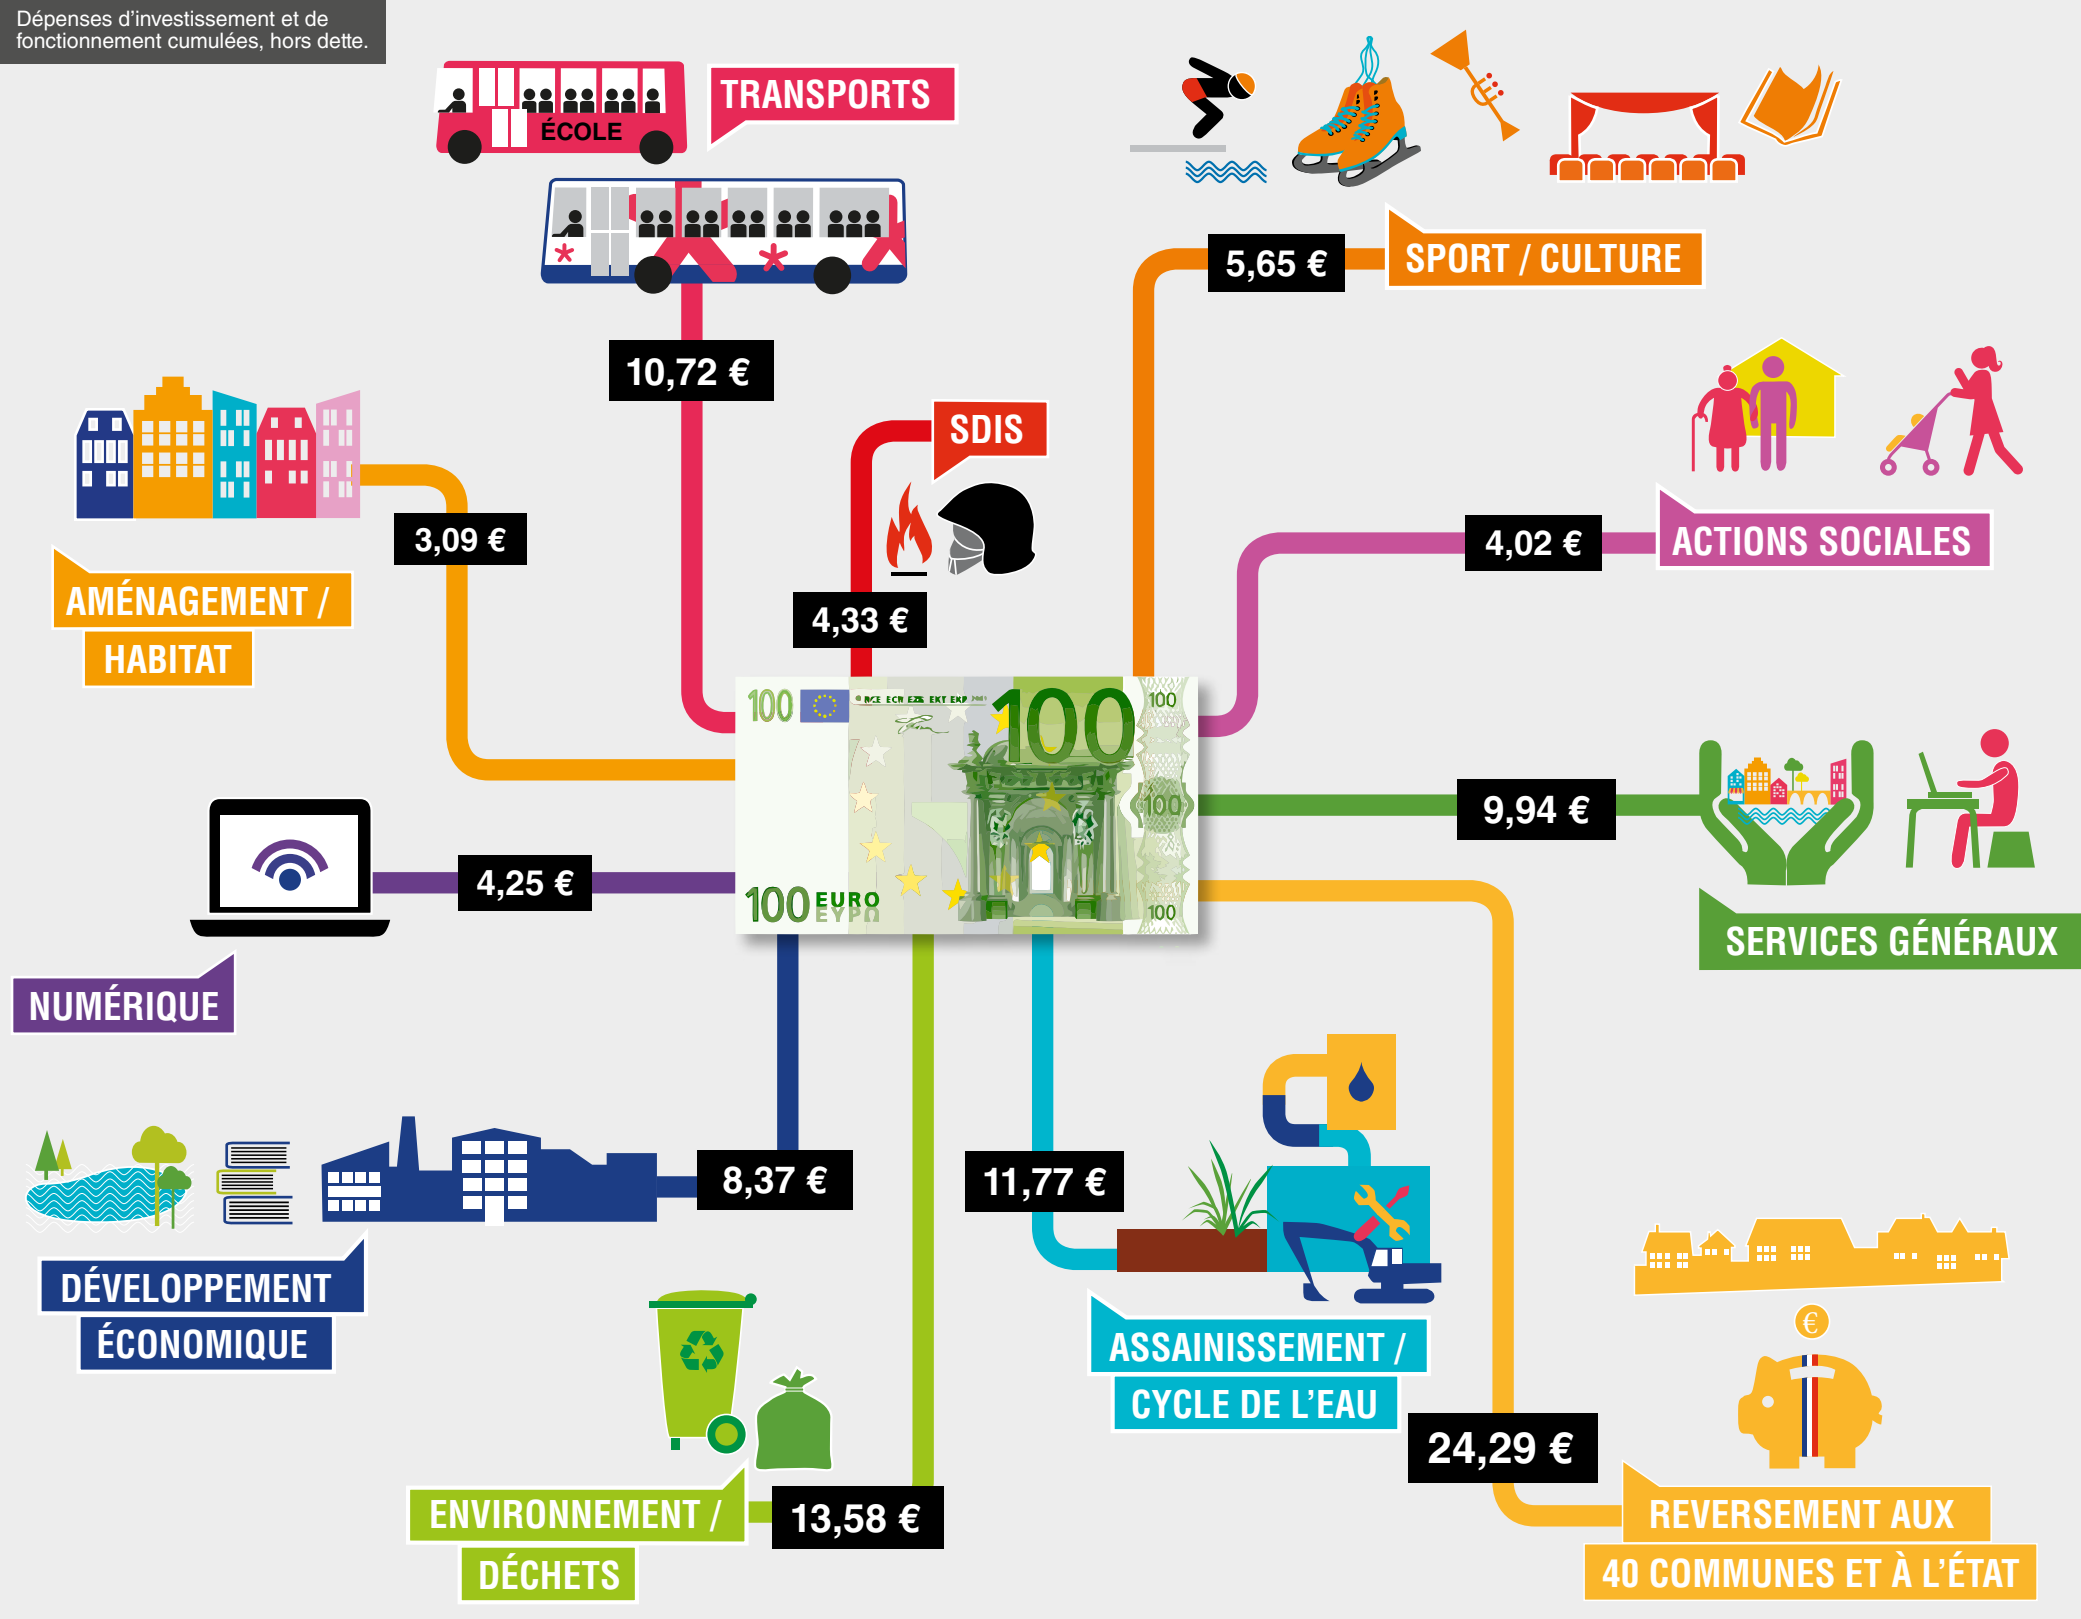 Dépenses d’investissement et de
fonctionnement cumulées, hors dette.
ÉCOLE
TRANSPORTS
10,72 €
5,65 €
SPORT / CULTURE
SDIS
4,33 €
3,09 €
AMÉNAGEMENT /
HABITAT
4,02 €
ACTIONS SOCIALES
100
100
100
9,94 €
100
100 EURO
ΕΥΡΩ
100
SERVICES GÉNÉRAUX
4,25 €
NUMÉRIQUE
8,37 €
DÉVELOPPEMENT
ÉCONOMIQUE
11,77 €
ASSAINISSEMENT /
CYCLE DE L’EAU
13,58 €
ENVIRONNEMENT /
DÉCHETS
24,29 €
€
REVERSEMENT AUX
40 COMMUNES ET À L’ÉTAT